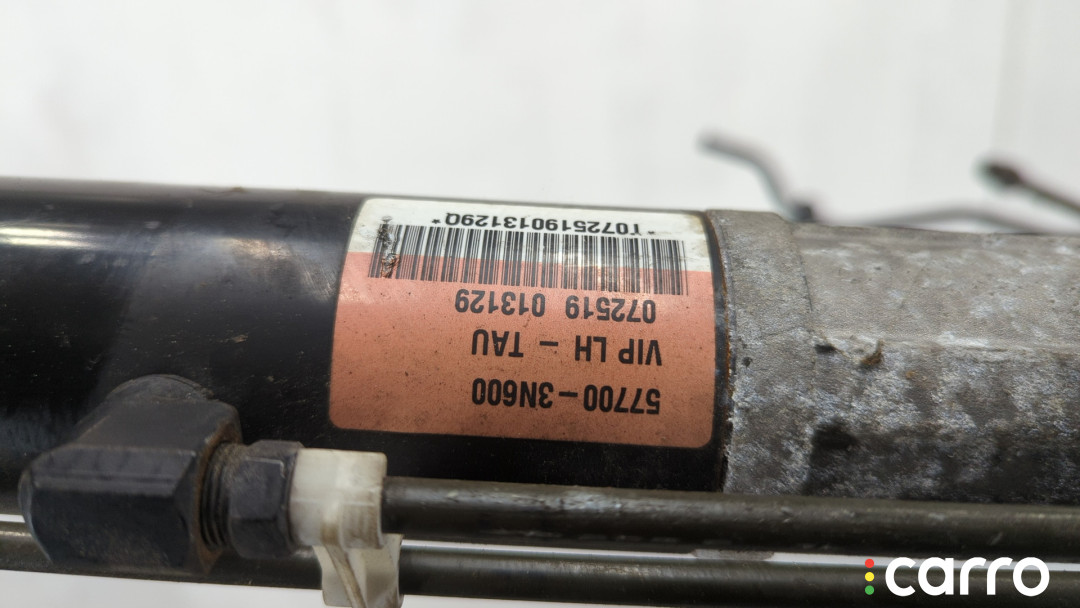 57700-3N600
VIP LH - TAU
072519 013129
*T072519013129Q*
carro